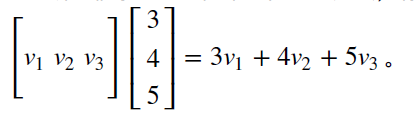 [v₁ v₂ v₃] [3
4
5] = 3v₁ + 4v₂ + 5v₃。